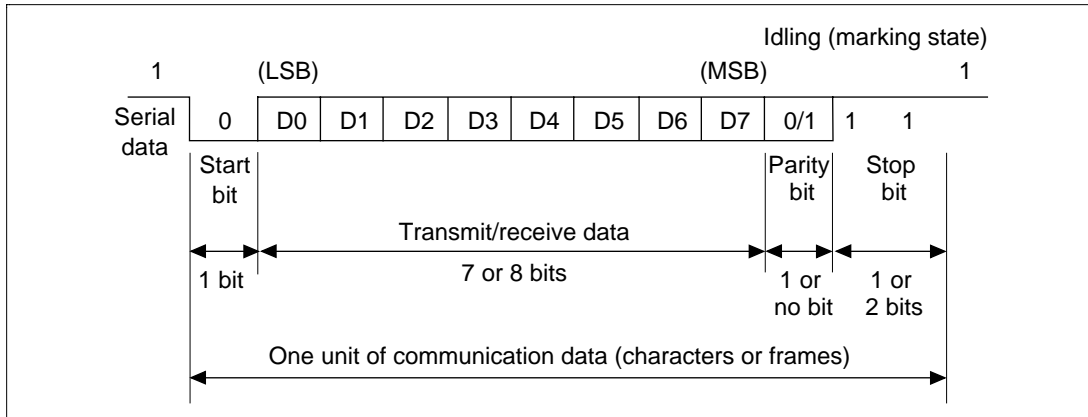 Idling (marking state)
1 (LSB) (MSB) 1
Serial data 0 D0 D1 D2 D3 D4 D5 D6 D7 0/1 1 1
Start bit Parity bit Stop bit
Transmit/receive data
1 bit 7 or 8 bits 1 or no bit 1 or 2 bits
One unit of communication data (characters or frames)